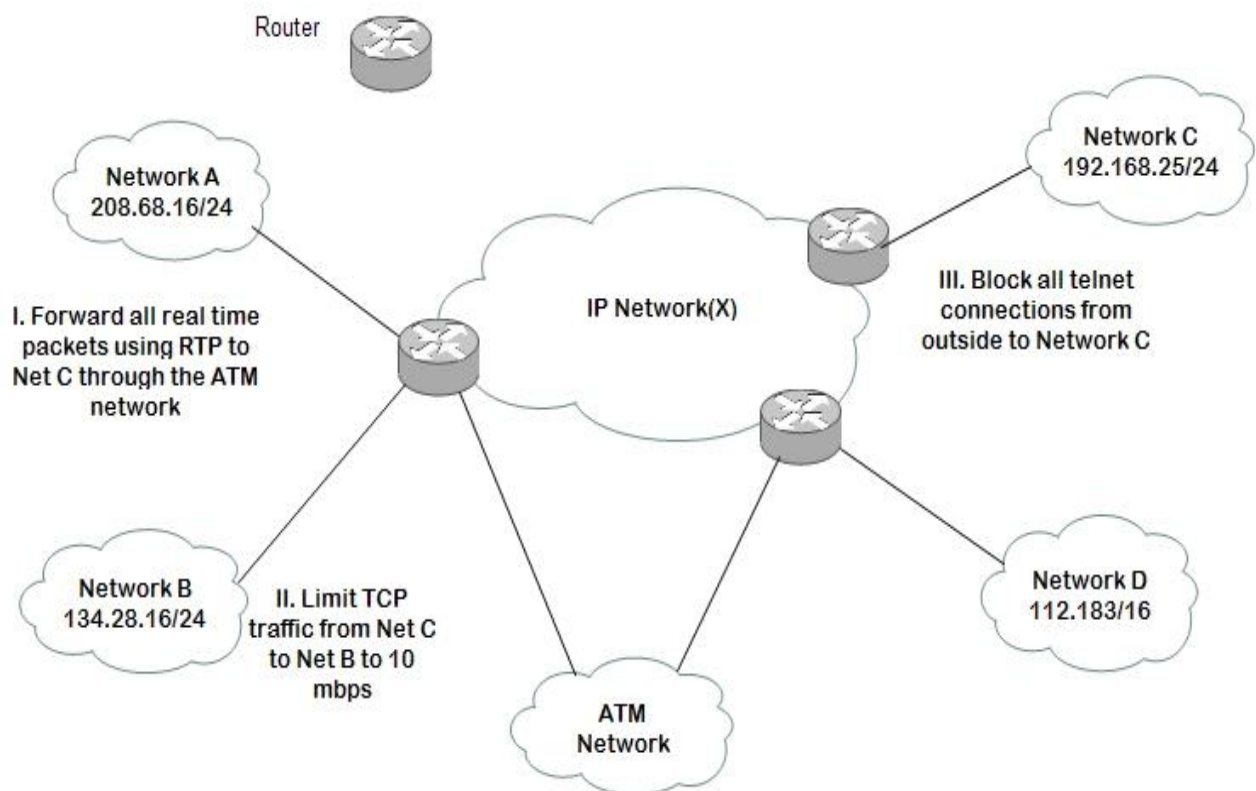 Router
Network A
208.68.16/24
Network C
192.168.25/24
I. Forward all real time
packets using RTP to
Net C through the ATM
network
IP Network(X)
III. Block all telnet
connections from
outside to Network C
Network B
134.28.16/24
II. Limit TCP
traffic from Net C
to Net B to 10
mbps
Network D
112.183/16
ATM
Network